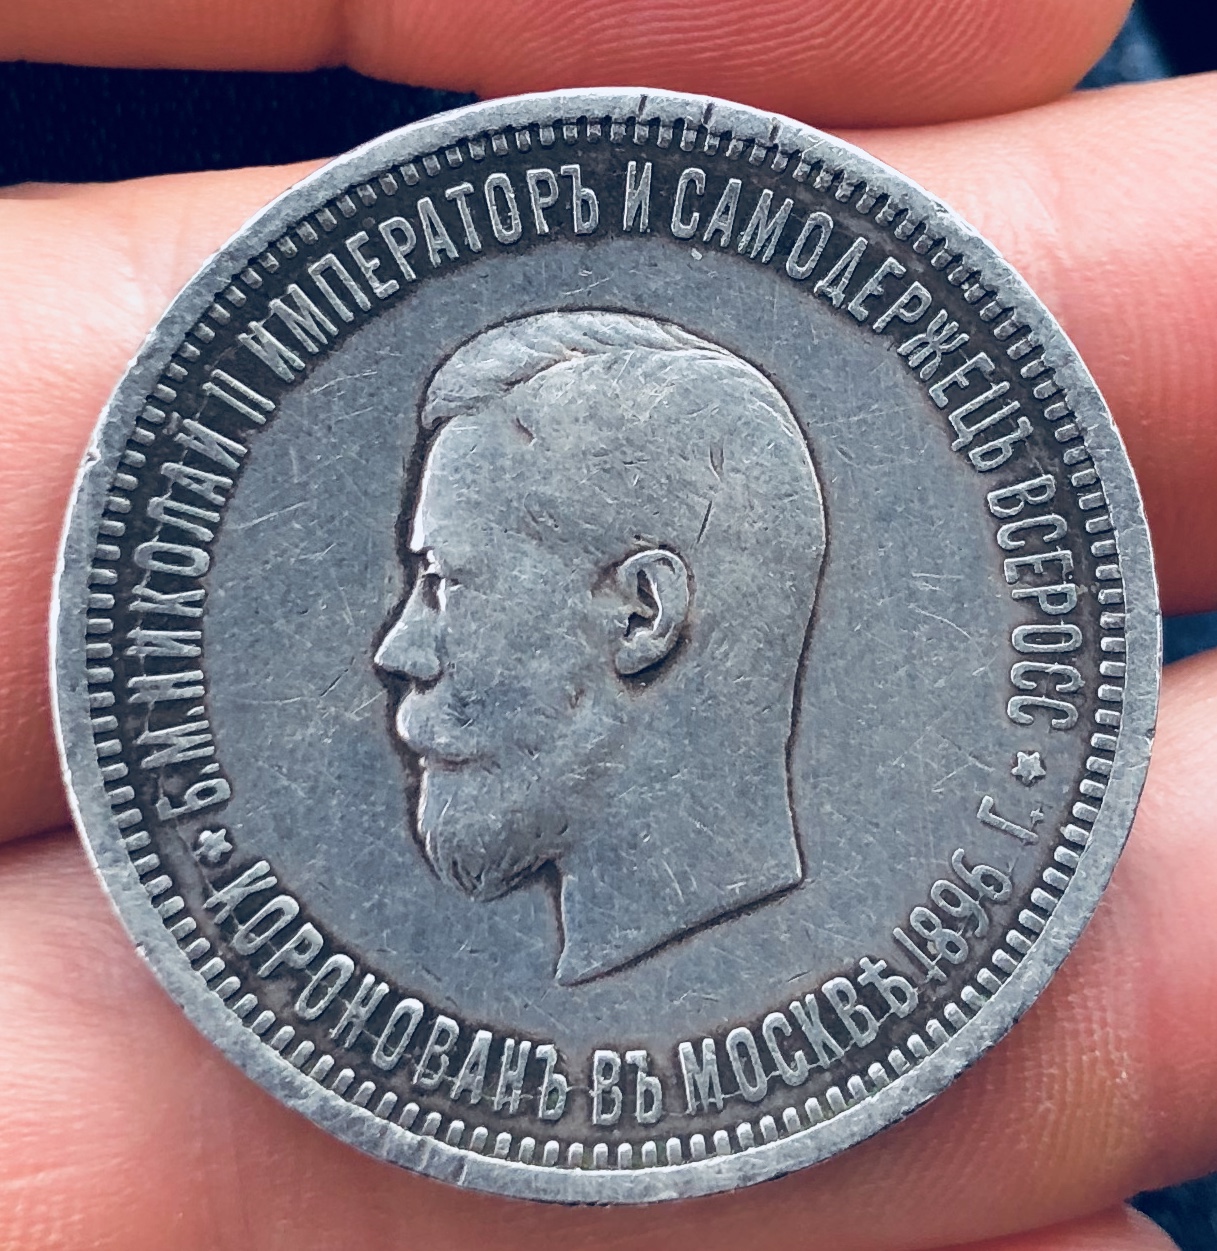 Б.М.НИКОЛАЙ II ИМПЕРАТОРЪ И САМОДЕРЖЕЦЪ ВСЕРОСС
КОРОНОВАНЪ ВЪ МОСКВѢ 1896 Г.